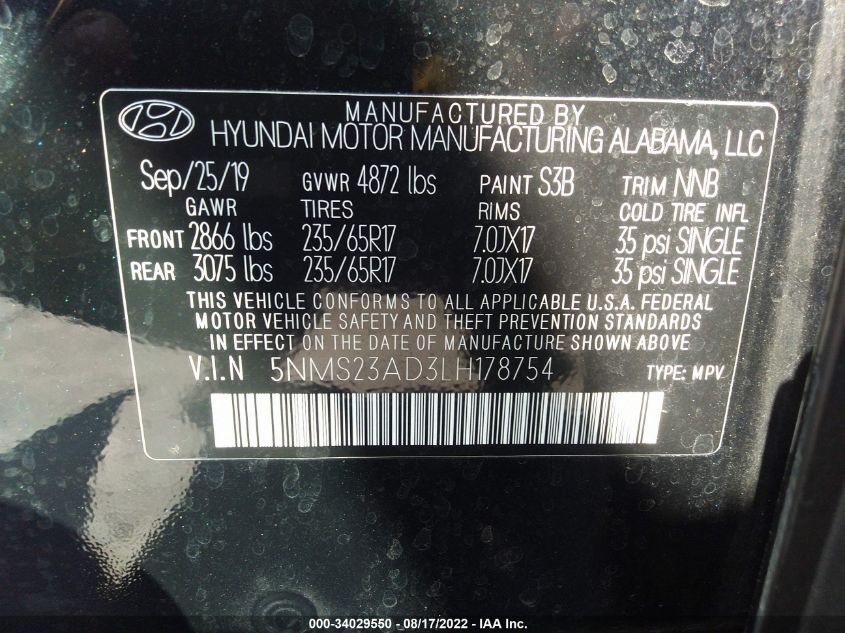 MANUFACTURED BY
HYUNDAI MOTOR MANUFACTURING ALABAMA, LLC
Sep/25/19 GVWR 4872 lbs PAINT S3B TRIM NNB
GAWR TIRES RIMS COLD TIRE INFL
FRONT 2866 lbs 235/65R17 7.0JX17 35 psi SINGLE
REAR 3075 lbs 235/65R17 7.0JX17 35 psi SINGLE
THIS VEHICLE CONFORMS TO ALL APPLICABLE U.S.A. FEDERAL
MOTOR VEHICLE SAFETY AND THEFT PREVENTION STANDARDS
IN EFFECT ON THE DATE OF MANUFACTURE SHOWN ABOVE
V.I.N 5NMS23AD3LH178754 TYPE: MPV
000-34029550 - 08/17/2022 - IAA Inc.